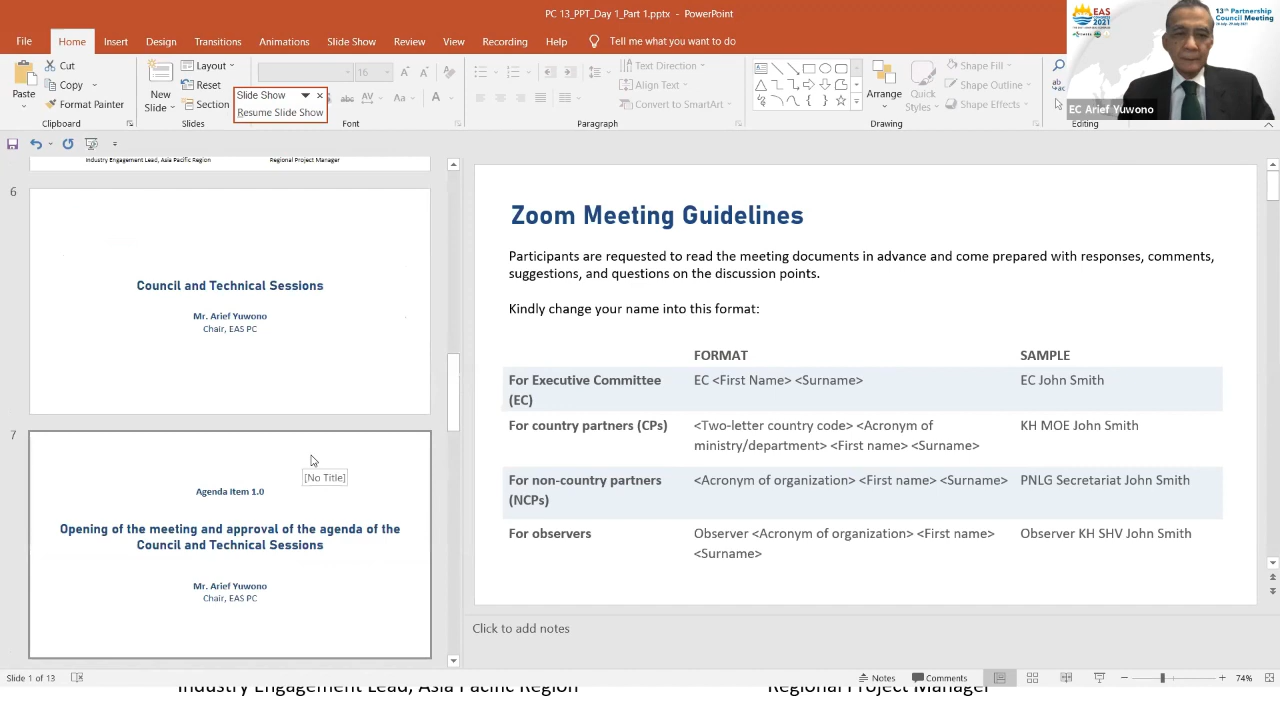 PC 13_PPT_Day 1_Part 1.pptx - PowerPoint
File Home Insert Design Transitions Animations Slide Show Review View Recording Help Tell me what you want to do
EAS
CONGRESS
2021
13th Partnership
Council Meeting
EC Arief Yuwono
Paste
Cut
Copy
Format Painter
Clipboard
New
Slide
Layout
Reset
Section
Slides
Slide Show
Resume Slide Show
16
A A
abc AV Aa A
Font
Text Direction
Align Text
Convert to SmartArt
Paragraph
Arrange
Quick
Styles
Shape Fill
Shape Outline
Shape Effects
Drawing
Editing
Industry Engagement Lead, Asia Pacific Region Regional Project Manager
6
Council and Technical Sessions
Mr. Arief Yuwono
Chair, EAS PC
7
[No Title]
Agenda Item 1.0
Opening of the meeting and approval of the agenda of the
Council and Technical Sessions
Mr. Arief Yuwono
Chair, EAS PC
Zoom Meeting Guidelines
Participants are requested to read the meeting documents in advance and come prepared with responses, comments,
suggestions, and questions on the discussion points.
Kindly change your name into this format:
FORMAT SAMPLE
For Executive Committee EC <First Name> <Surname> EC John Smith
(EC)
For country partners (CPs) <Two-letter country code> <Acronym of KH MOE John Smith
ministry/department> <First name> <Surname>
For non-country partners <Acronym of organization> <First name> <Surname> PNLG Secretariat John Smith
(NCPs)
For observers Observer <Acronym of organization> <First name> Observer KH SHV John Smith
<Surname>
Click to add notes
Slide 1 of 13 Notes Comments 74%
Industry Engagement Lead, Asia Pacific Region Regional Project Manager